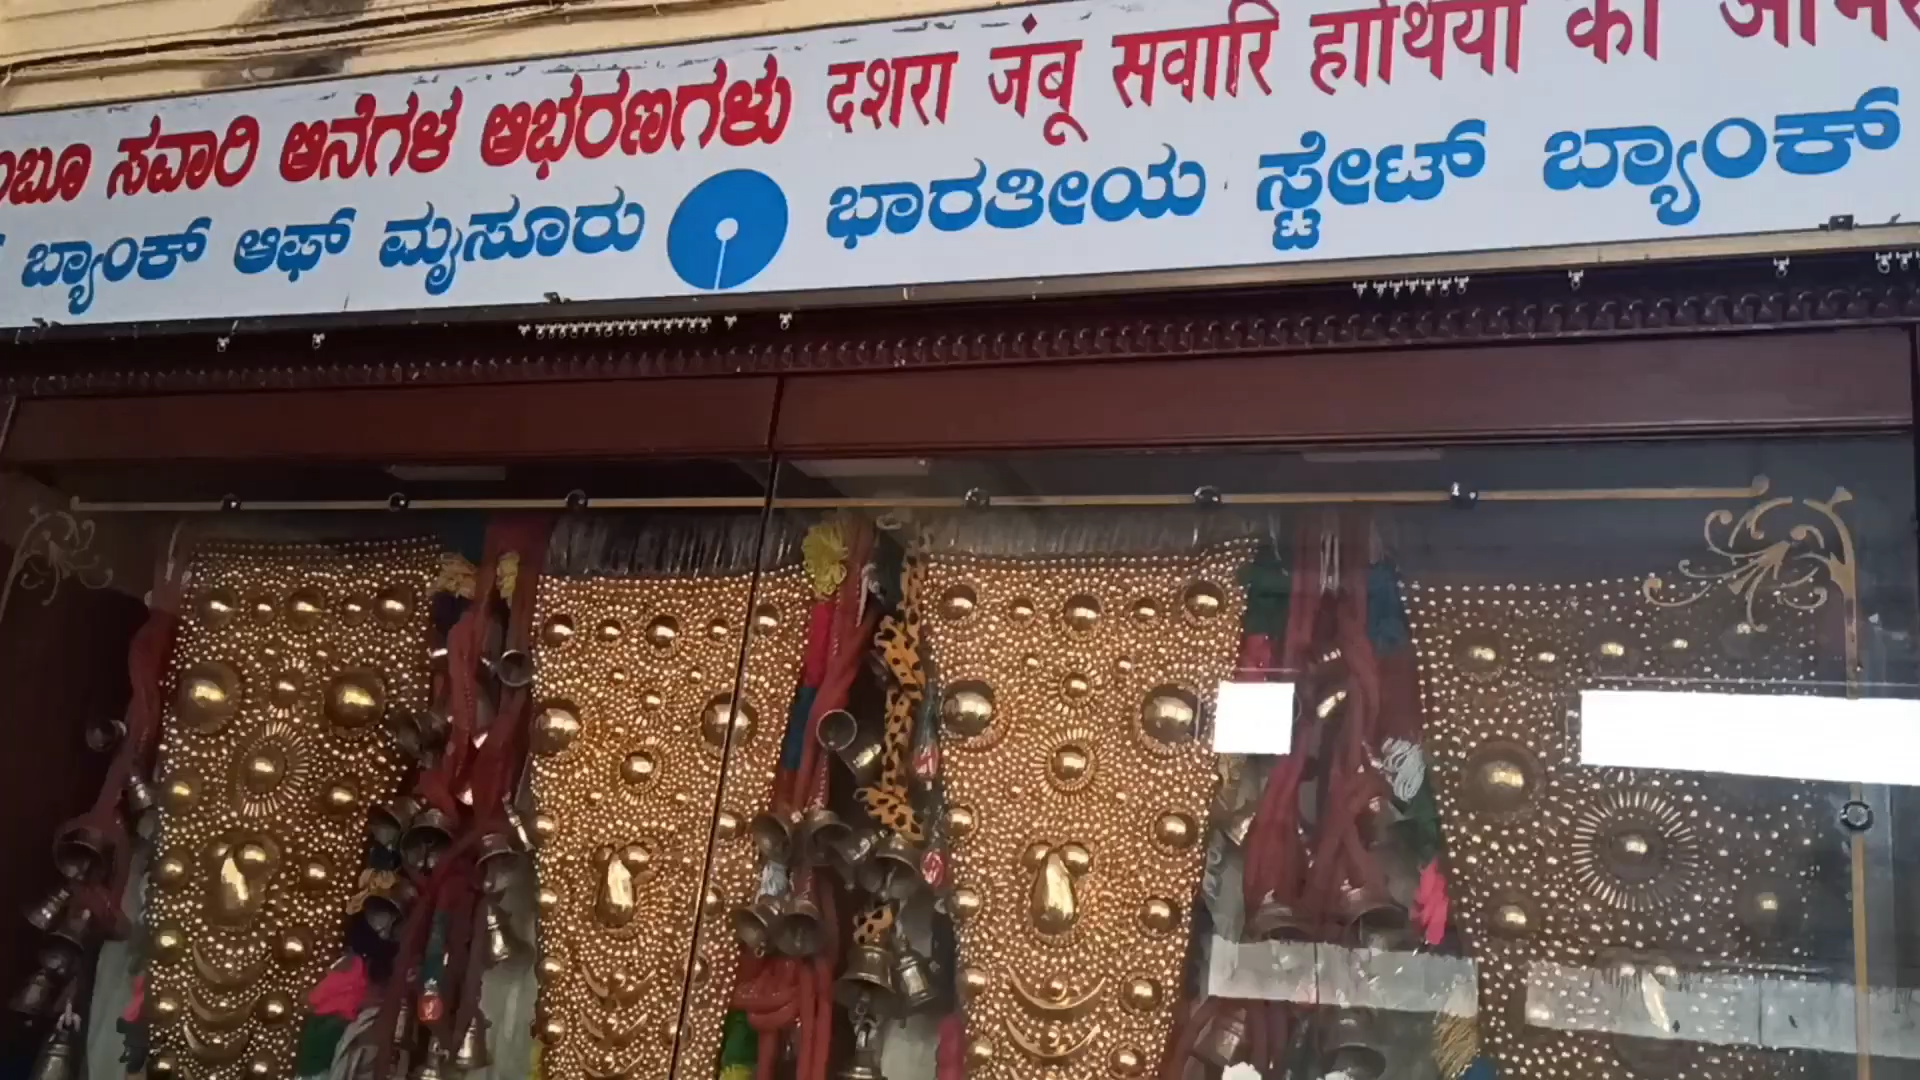 ಸವಾರಿ ಆನೆಗಳ ಆಭರಣಗಳು दशरा जंबू सवारि हाथियों की
ಬ್ಯಾಂಕ್ ಆಫ್ ಮೈಸೂರು ಭಾರತೀಯ ಸ್ಟೇಟ್ ಬ್ಯಾಂಕ್